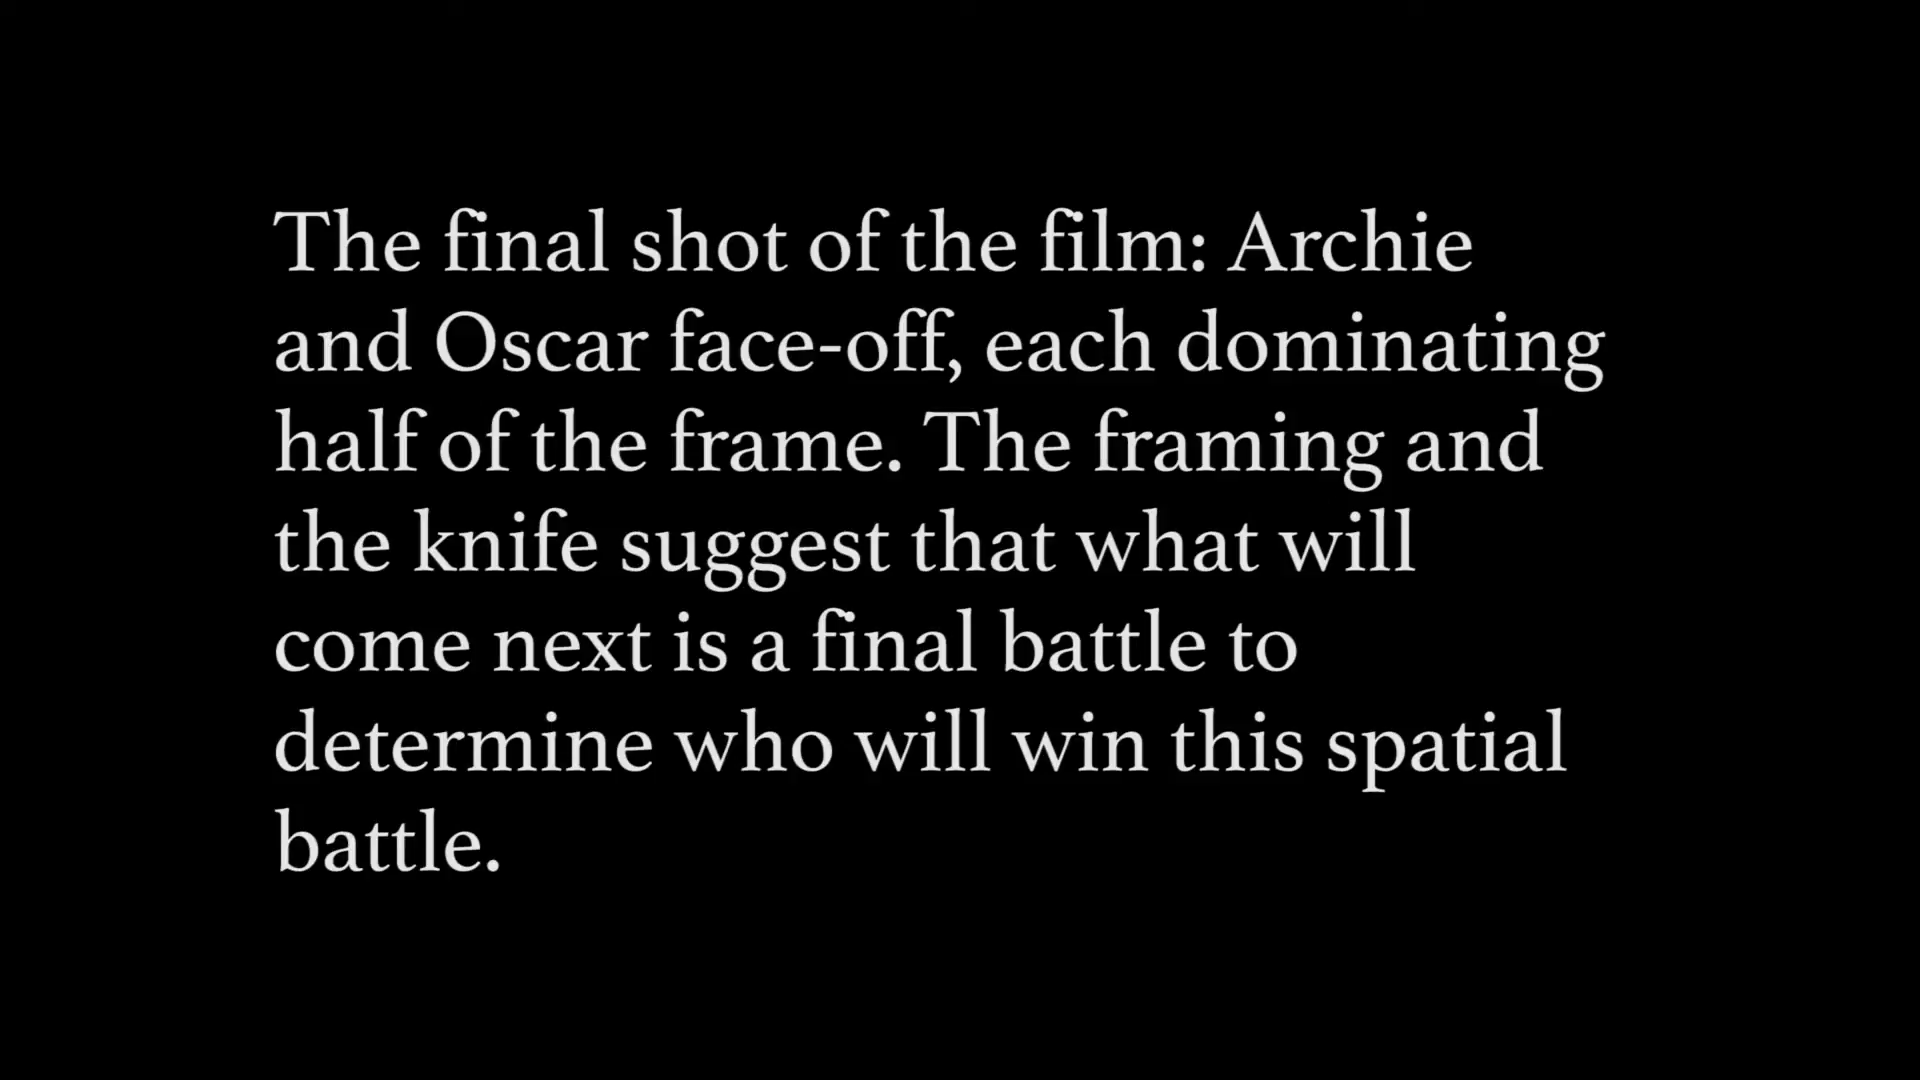 The final shot of the film: Archie
and Oscar face-off, each dominating
half of the frame. The framing and
the knife suggest that what will
come next is a final battle to
determine who will win this spatial
battle.